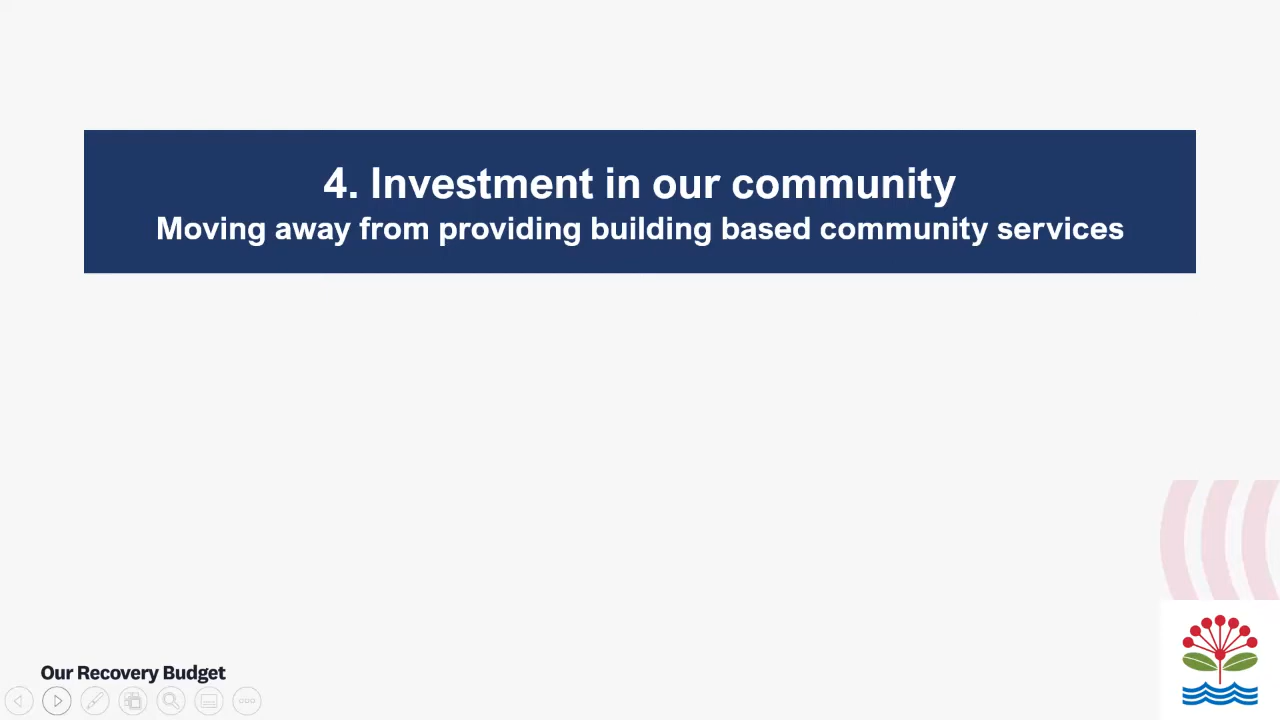 4. Investment in our community
Moving away from providing building based community services
Our Recovery Budget